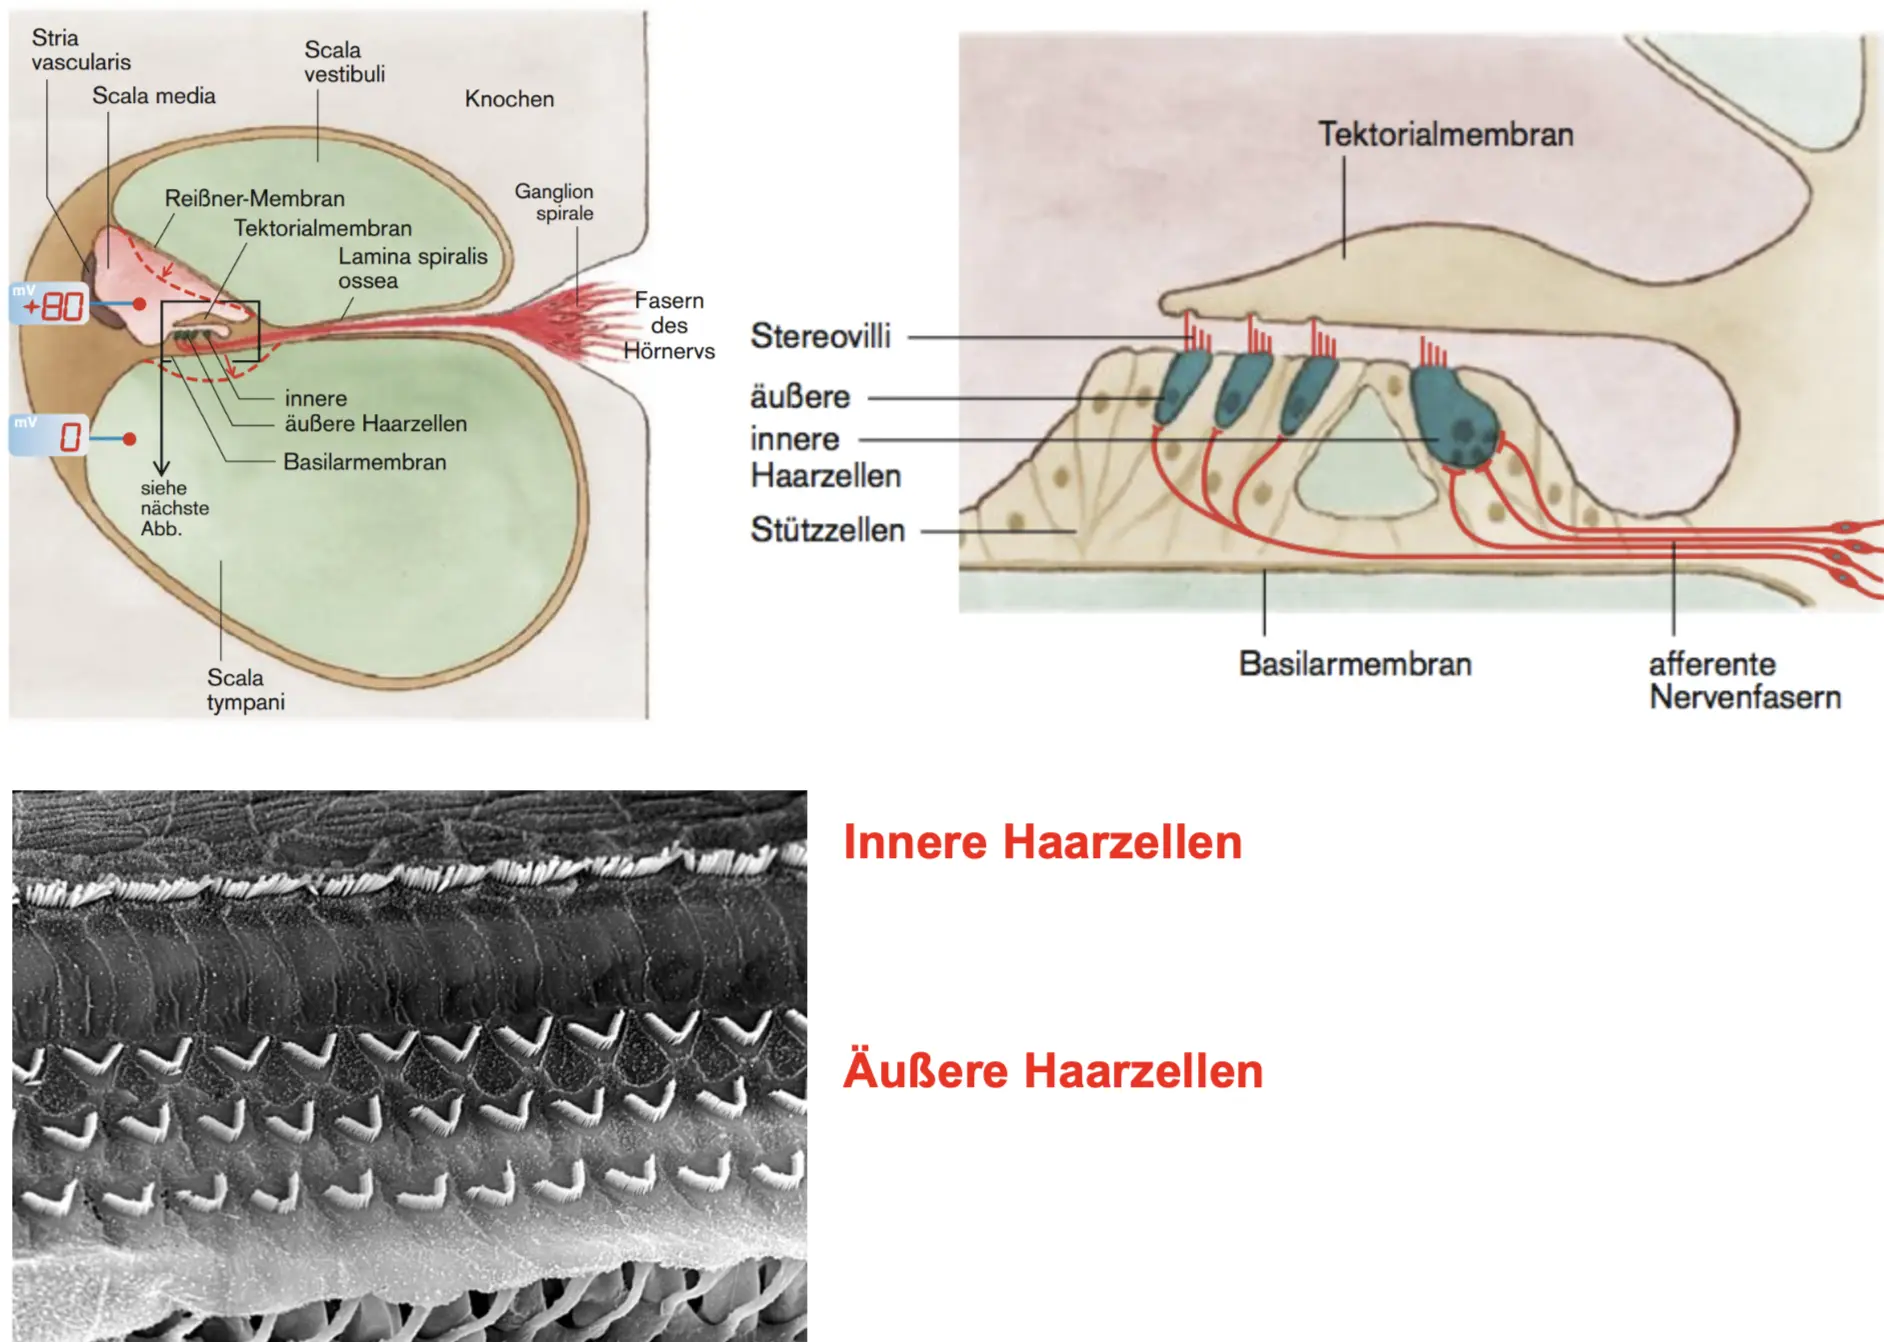 Stria
vascularis
Scala media
Scala
vestibuli
Knochen
Reißner-Membran
Tektorialmembran
Lamina spiralis
ossea
Ganglion
spirale
mV
+80
Fasern
des
Hörnervs
mV
0
innere
äußere Haarzellen
Basilarmembran
siehe
nächste
Abb.
Scala
tympani
Tektorialmembran
Stereovilli
äußere
innere
Haarzellen
Stützzellen
Basilarmembran
afferente
Nervenfasern
Innere Haarzellen
Äußere Haarzellen